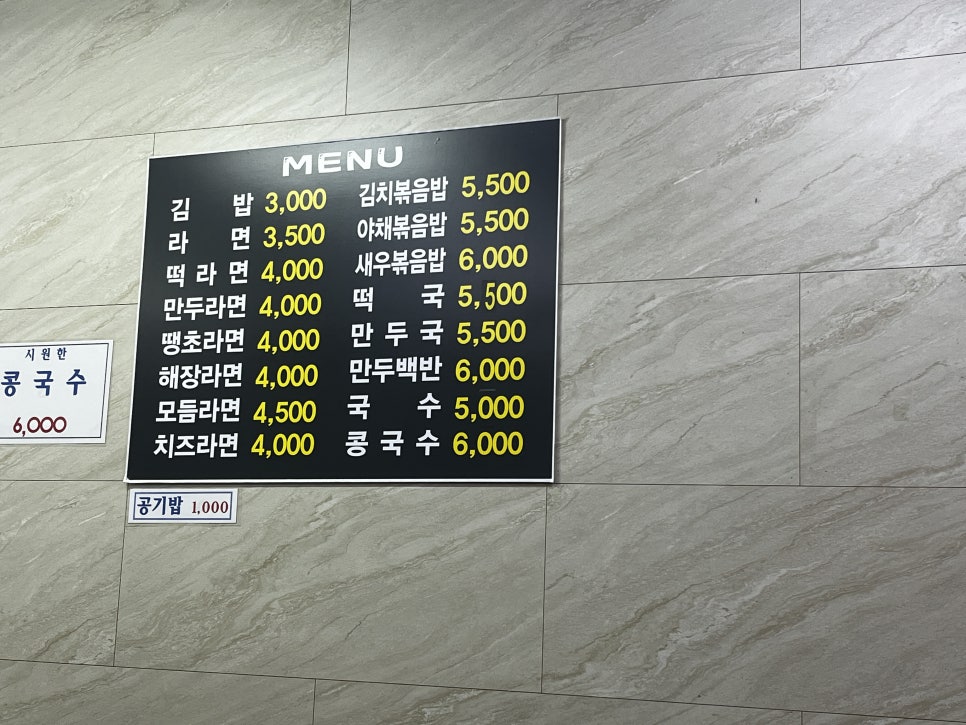 MENU
김 밥 3,000
라 면 3,500
떡 라 면 4,000
만두라면 4,000
땡초라면 4,000
해장라면 4,000
모듬라면 4,500
치즈라면 4,000
김치볶음밥 5,500
야채볶음밥 5,500
새우볶음밥 6,000
떡 국 5,500
만 두 국 5,500
만두백반 6,000
국 수 5,000
콩 국 수 6,000
시원한
콩 국 수
6,000
공기밥 1,000